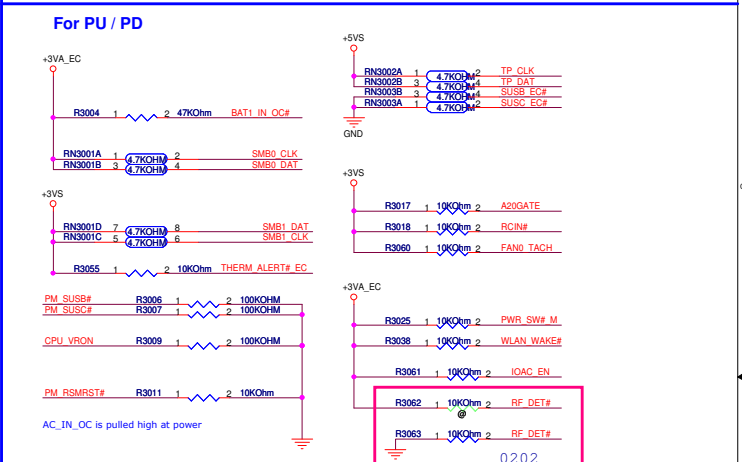 For PU / PD
+3VA_EC
R3004 1 2 47KOhm BAT1_IN_OC#
RN3001A 1 4.7KOHM 2 SMB0_CLK
RN3001B 3 4.7KOHM 4 SMB0_DAT
+3VS
RN3001D 7 4.7KOHM 8 SMB1_DAT
RN3001C 5 4.7KOHM 6 SMB1_CLK
R3055 1 2 10KOhm THERM_ALERT#_EC
PM_SUSB# R3006 1 2 100KOHM
PM_SUSC# R3007 1 2 100KOHM
CPU_VRON R3009 1 2 100KOHM
PM_RSMRST# R3011 1 2 10KOhm
AC_IN_OC is pulled high at power
+5VS
RN3002A 1 4.7KOHM 2 TP_CLK
RN3002B 3 4.7KOHM 4 TP_DAT
RN3003B 3 4.7KOHM 4 SUSB_EC#
RN3003A 1 4.7KOHM 2 SUSC_EC#
GND
+3VS
R3017 1 10KOhm 2 A20GATE
R3018 1 10KOhm 2 RCIN#
R3060 1 10KOhm 2 FAN0_TACH
+3VA_EC
R3025 1 10KOhm 2 PWR_SW#_M
R3038 1 10KOhm 2 WLAN_WAKE#
R3061 1 10KOhm 2 IOAC_EN
R3062 1 10KOhm 2 RF_DET#
@
R3063 1 10KOhm 2 RF_DET#
0202